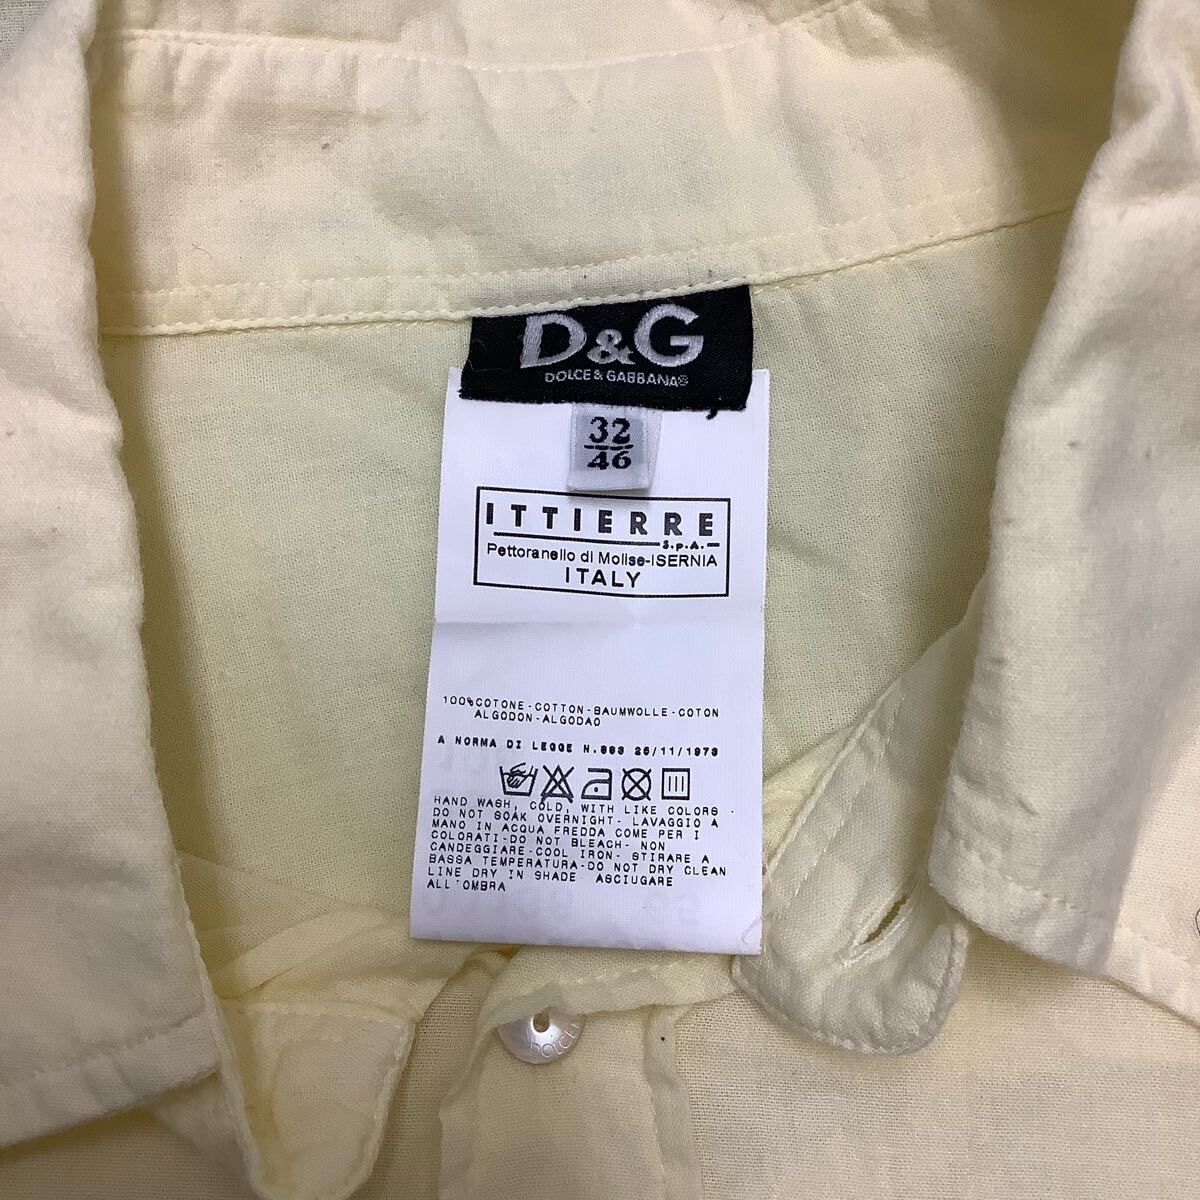 D&G
DOLCE & GABBANA®
32
46
ITTIERRE
S.p.A.
Pettoranello di Molise-ISERNIA
ITALY
100%COTONE-COTTON-BAUMWOLLE-COTON
ALGODON-ALGODAO
A NORMA DI LEGGE N.883 26/11/1973
HAND WASH, COLD, WITH LIKE COLORS -
DO NOT SOAK OVERNIGHT- LAVAGGIO A
MANO IN ACQUA FREDDA COME PER I
COLORATI-DO NOT BLEACH- NON
CANDEGGIARE-COOL IRON- STIRARE A
BASSA TEMPERATURA-DO NOT DRY CLEAN
LINE DRY IN SHADE ASCIUGARE
ALL'OMBRA
DOLCE